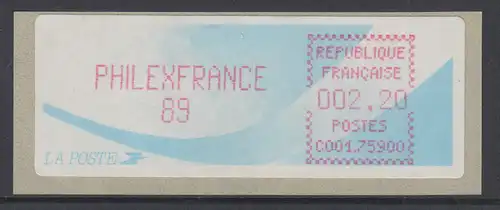 PHILEXFRANCE
89
LA POSTE
REPUBLIQUE
FRANÇAISE
002,20
POSTES
C001.75900